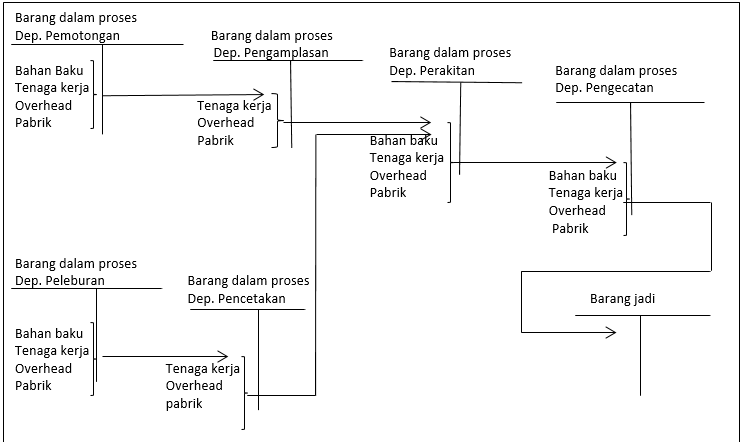 Barang dalam proses
Dep. Pemotongan
Bahan Baku
Tenaga kerja
Overhead
Pabrik
Barang dalam proses
Dep. Pengamplasan
Tenaga kerja
Overhead
Pabrik
Barang dalam proses
Dep. Perakitan
Bahan baku
Tenaga kerja
Overhead
Pabrik
Barang dalam proses
Dep. Pengecatan
Bahan baku
Tenaga kerja
Overhead
Pabrik
Barang dalam proses
Dep. Peleburan
Bahan baku
Tenaga kerja
Overhead
Pabrik
Barang dalam proses
Dep. Pencetakan
Tenaga kerja
Overhead
pabrik
Barang jadi